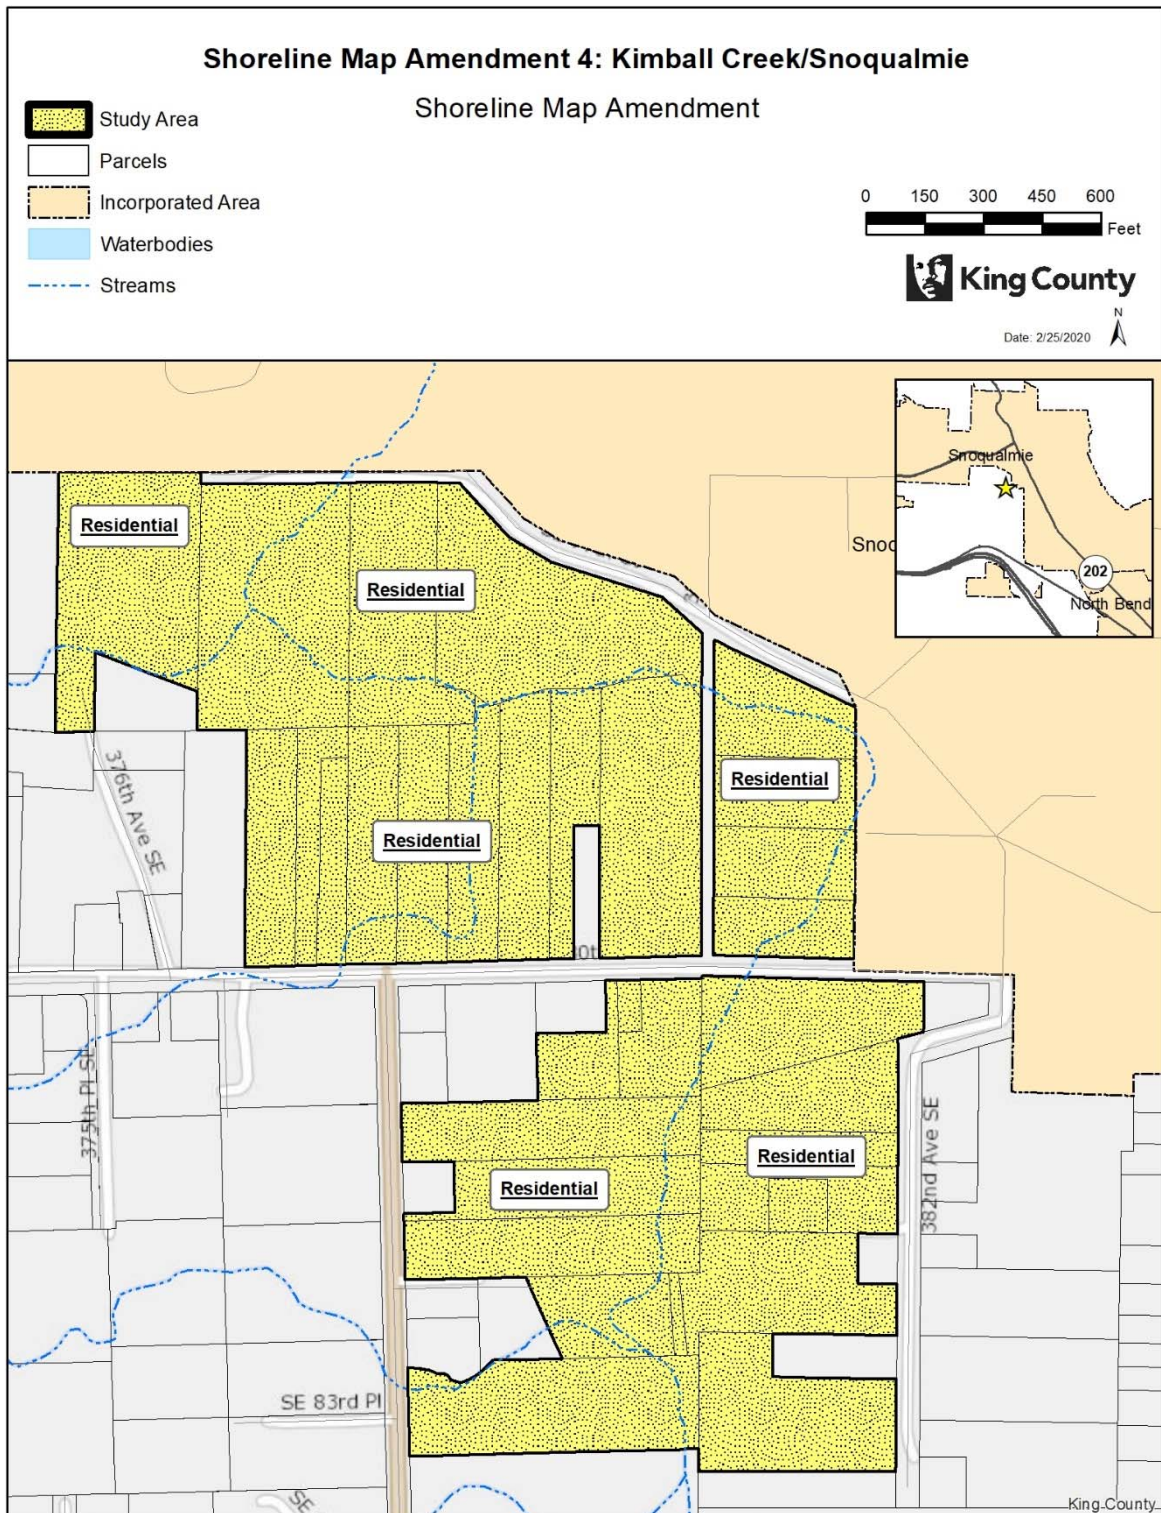 Shoreline Map Amendment 4: Kimball Creek/Snoqualmie
Shoreline Map Amendment
Study Area
Parcels
Incorporated Area
Waterbodies
Streams
0 150 300 450 600
Feet
King County
N
Date: 2/25/2020
Snoqualmie
202
North Bend
Snoq
Residential
Residential
Residential
Residential
376th Ave SE
375th Pl SE
382nd Ave SE
Residential
Residential
SE 83rd Pl
SE
King County